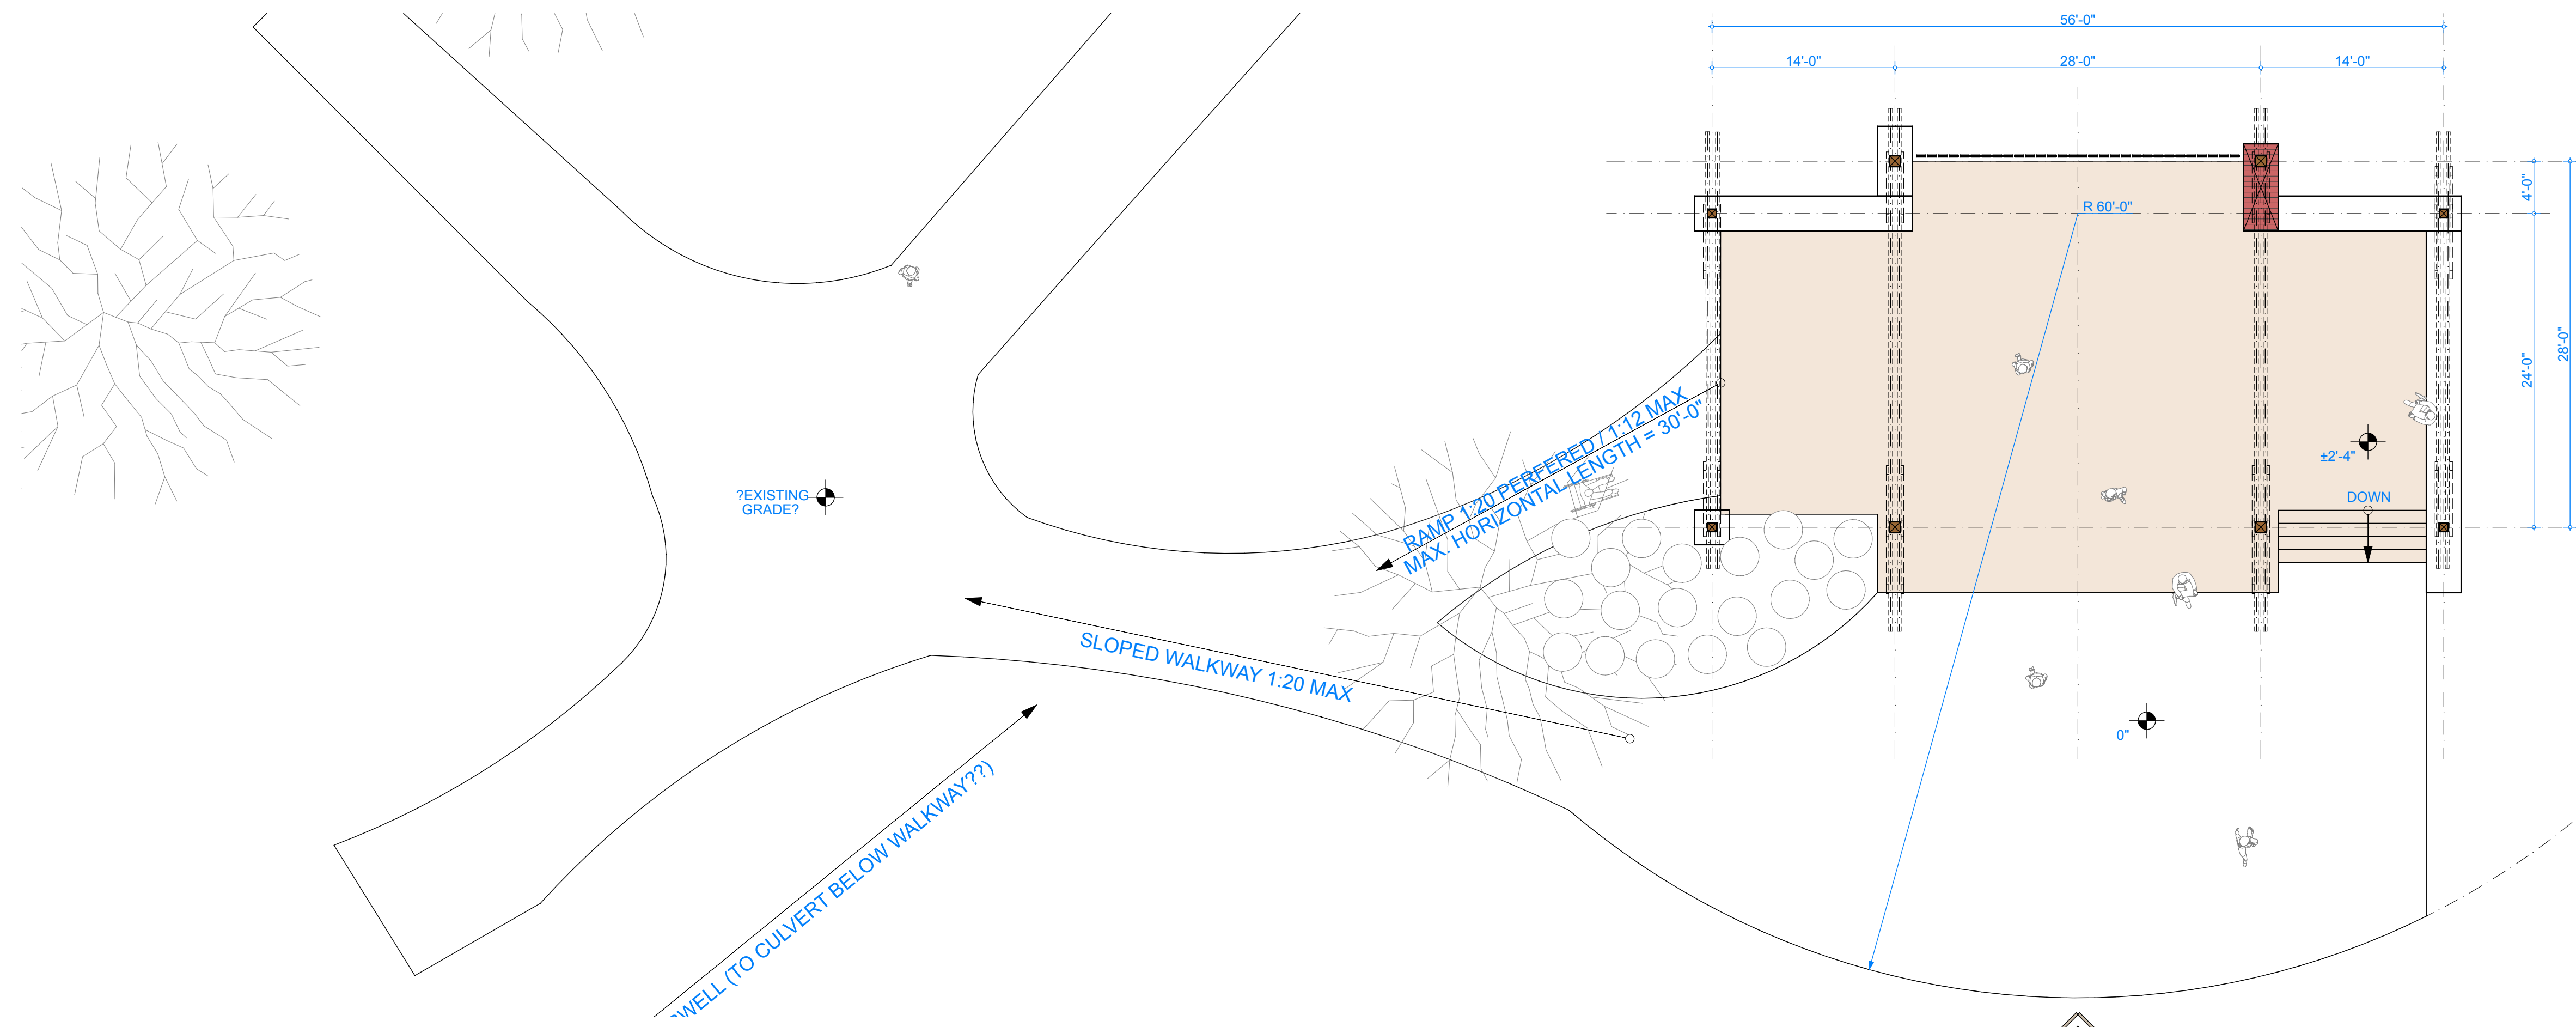 56'-0"
14'-0"
28'-0"
14'-0"
4'-0"
R 60'-0"
24'-0"
28'-0"
RAMP 1:20 PERFERED / 1:12 MAX
MAX. HORIZONTAL LENGTH = 30'-0"
±2'-4"
DOWN
?EXISTING
GRADE?
SLOPED WALKWAY 1:20 MAX
0"
(TO CULVERT BELOW WALKWAY??)